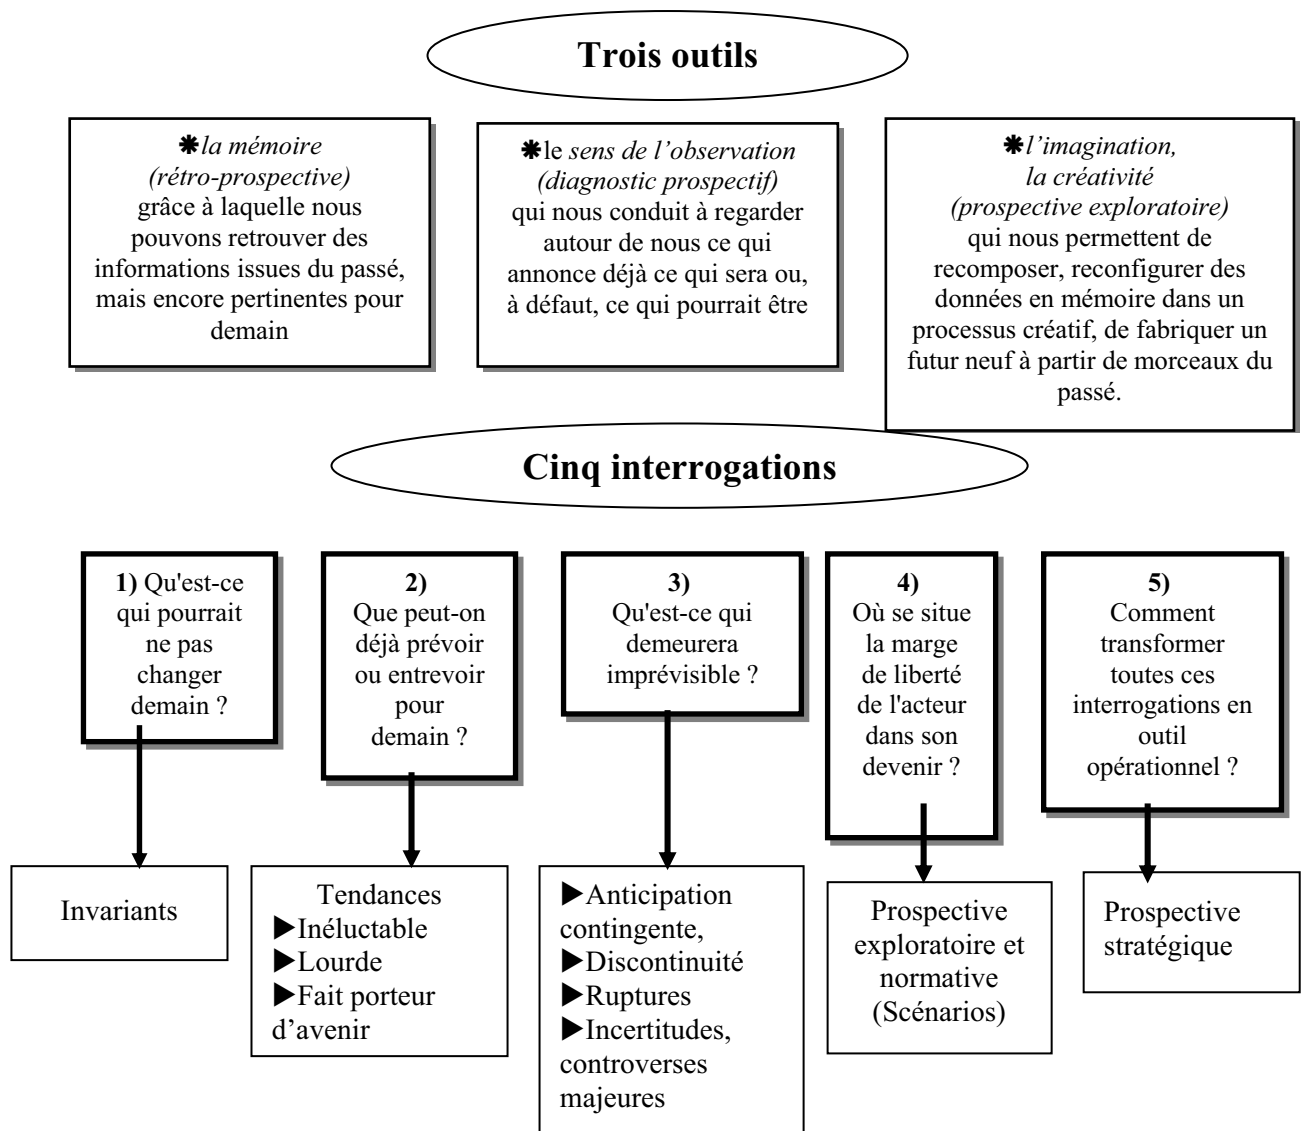 Trois outils
✱la mémoire
(rétro-prospective)
grâce à laquelle nous
pouvons retrouver des
informations issues du passé,
mais encore pertinentes pour
demain
✱le sens de l’observation
(diagnostic prospectif)
qui nous conduit à regarder
autour de nous ce qui
annonce déjà ce qui sera ou,
à défaut, ce qui pourrait être
✱l’imagination,
la créativité
(prospective exploratoire)
qui nous permettent de
recomposer, reconfigurer des
données en mémoire dans un
processus créatif, de fabriquer un
futur neuf à partir de morceaux du
passé.
Cinq interrogations
1) Qu'est-ce
qui pourrait
ne pas
changer
demain ?
2)
Que peut-on
déjà prévoir
ou entrevoir
pour
demain ?
3)
Qu'est-ce qui
demeurera
imprévisible ?
4)
Où se situe
la marge
de liberté
de l'acteur
dans son
devenir ?
5)
Comment
transformer
toutes ces
interrogations en
outil
opérationnel ?
Invariants
Tendances
▶Inéluctable
▶Lourde
▶Fait porteur
d’avenir
▶Anticipation
contingente,
▶Discontinuité
▶Ruptures
▶Incertitudes,
controverses
majeures
Prospective
exploratoire et
normative
(Scénarios)
Prospective
stratégique